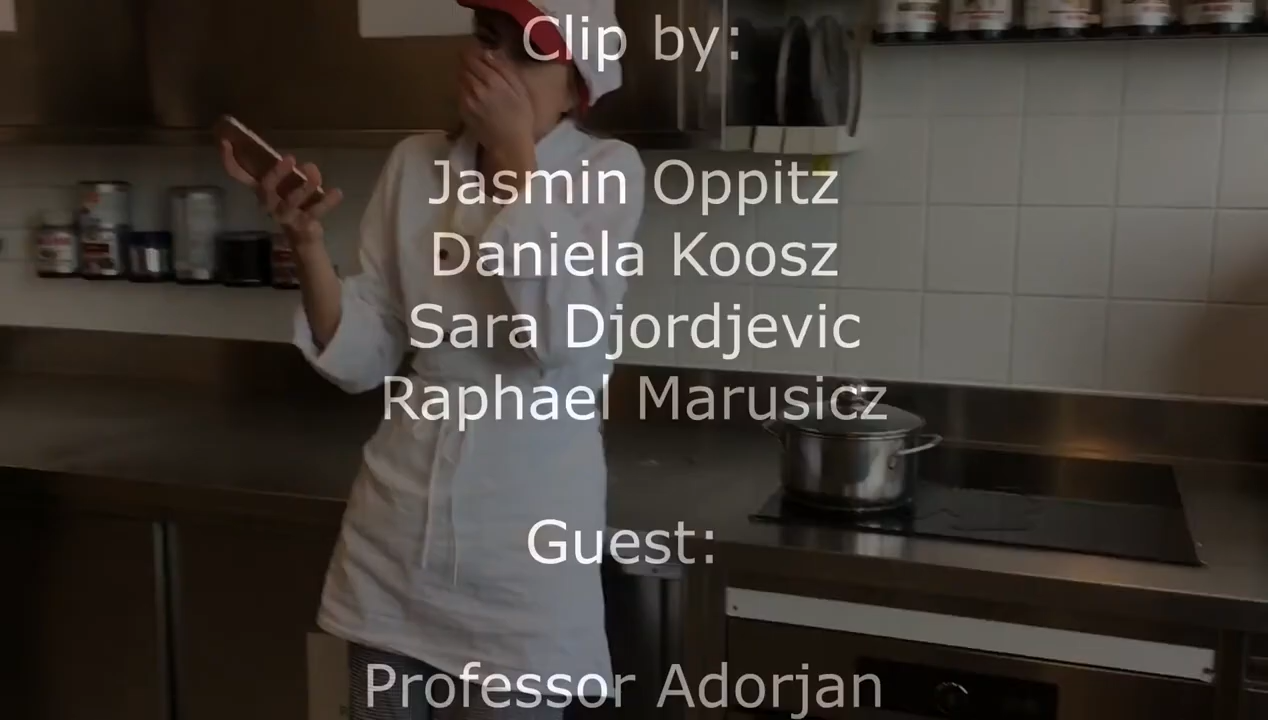 Clip by:
Jasmin Oppitz
Daniela Koosz
Sara Djordjevic
Raphael Marusicz
Guest:
Professor Adorjan